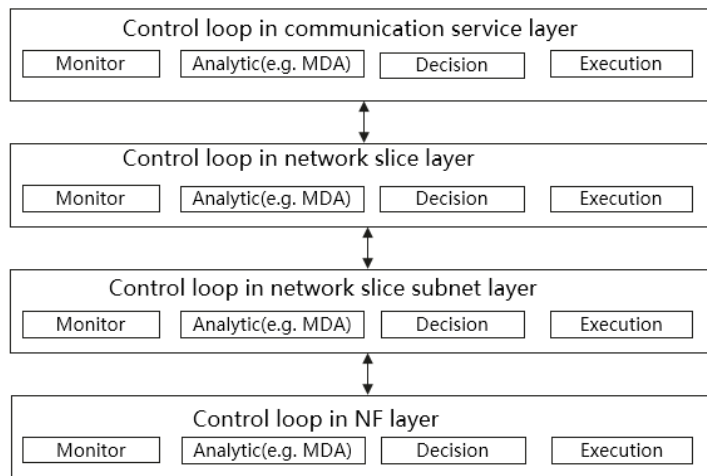 Control loop in communication service layer
Monitor Analytic(e.g. MDA) Decision Execution
Control loop in network slice layer
Monitor Analytic(e.g. MDA) Decision Execution
Control loop in network slice subnet layer
Monitor Analytic(e.g. MDA) Decision Execution
Control loop in NF layer
Monitor Analytic(e.g. MDA) Decision Execution